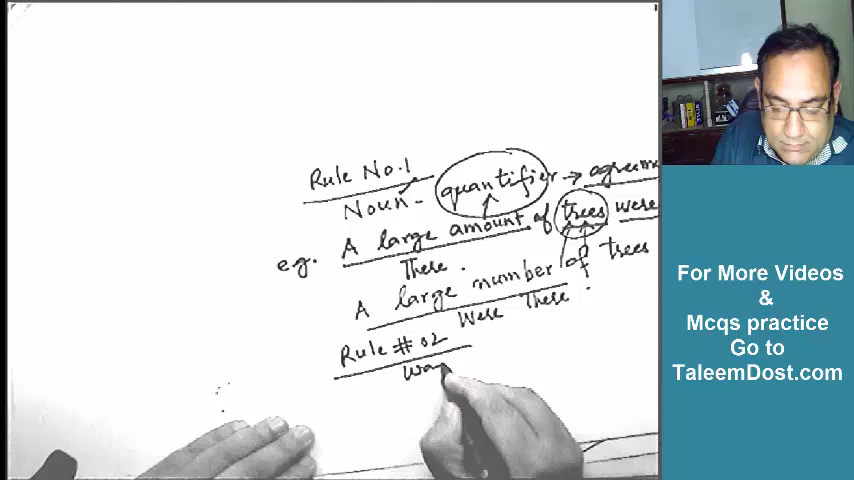 Rule No.1
Noun - quantifier → agreem
e.g. A large amount of trees were
There.
A large number of trees
were There.
Rule # 02
wa
For More Videos
&
Mcqs practice
Go to
TaleemDost.com